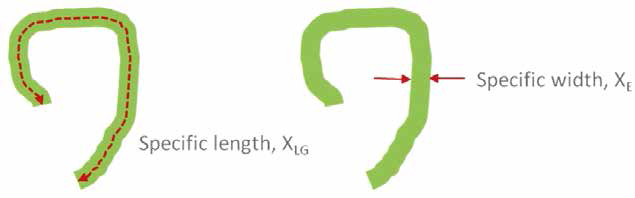 Specific length, X_LG
Specific width, X_E